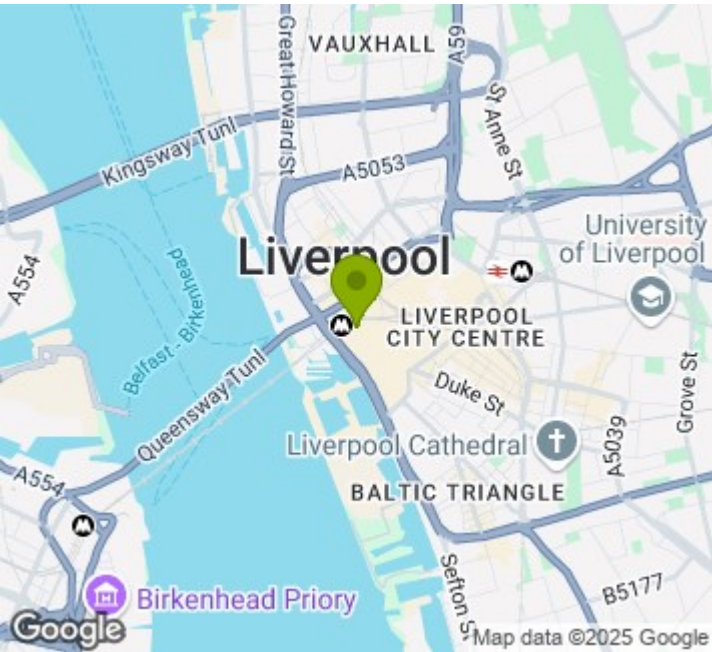 VAUXHALL
A59
Great Howard St
St Anne St
Kingsway Tunl
A5053
University
of Liverpool
Liverpool
A554
Belfast - Birkenhead
LIVERPOOL
CITY CENTRE
Queensway Tunl
Duke St
Grove St
Liverpool Cathedral
A5039
A554
BALTIC TRIANGLE
Sefton St
B5177
Birkenhead Priory
Google
Map data ©2025 Google